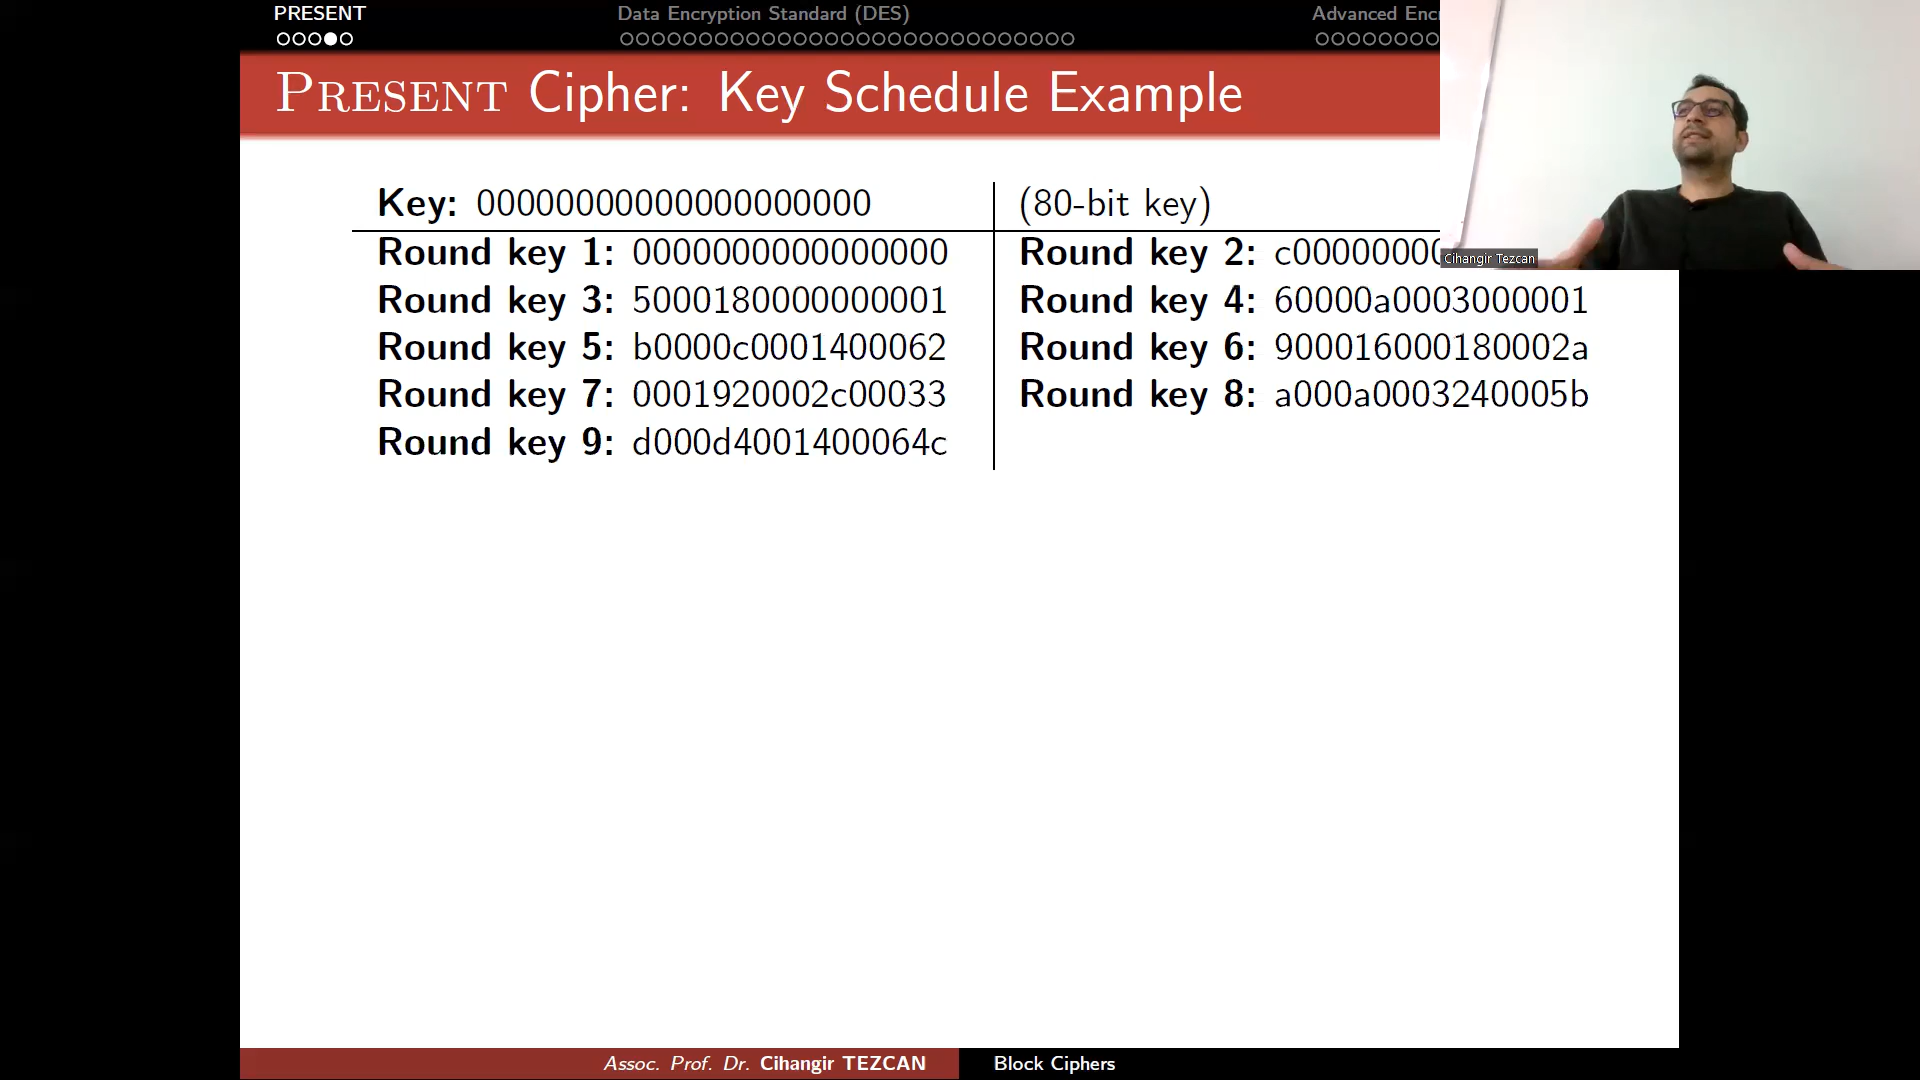 PRESENT Data Encryption Standard (DES) Advanced Encr
PRESENT Cipher: Key Schedule Example
Key: 00000000000000000000 (80-bit key)
Round key 1: 0000000000000000 Round key 2: c00000000
Round key 3: 5000180000000001 Round key 4: 60000a0003000001
Round key 5: b0000c0001400062 Round key 6: 900016000180002a
Round key 7: 0001920002c00033 Round key 8: a000a0003240005b
Round key 9: d000d4001400064c
Cihangir Tezcan
Assoc. Prof. Dr. Cihangir TEZCAN Block Ciphers